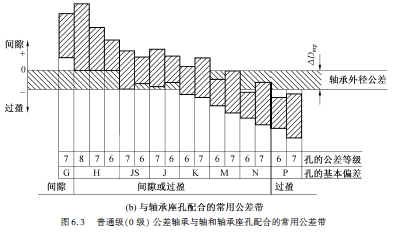 间隙
+
0
−
过盈
ΔDmp
轴承外径公差
7 8 7 6 7 6 7 6 7 6 7 6 7 6 7 孔的公差等级
G H JS J K M N P 孔的基本偏差
间隙 间隙或过盈 过盈
(b) 与轴承座孔配合的常用公差带
图6.3 普通级(0级)公差轴承与轴和轴承座孔配合的常用公差带